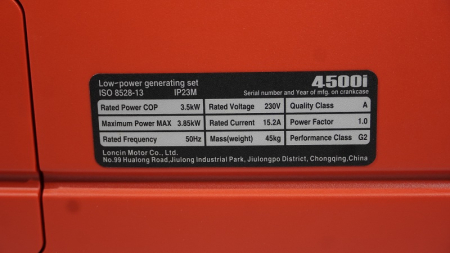 Low-power generating set 4500i
ISO 8528-13 IP23M Serial number and Year of mfg. on crankcase
Rated Power COP 3.5kW Rated Voltage 230V Quality Class A
Maximum Power MAX 3.85kW Rated Current 15.2A Power Factor 1.0
Rated Frequency 50Hz Mass(weight) 45kg Performance Class G2
Loncin Motor Co., Ltd.
No.99 Hualong Road,Jiulong Industrial Park, Jiulongpo District, Chongqing,China